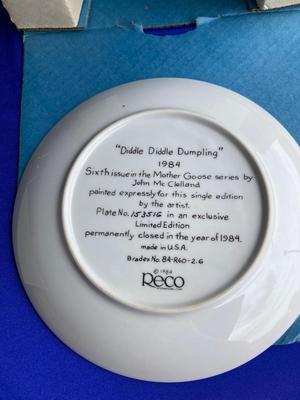 "Diddle Diddle Dumpling"
1984
Sixth issue in the Mother Goose series by
John McClelland
painted expressly for this single edition
by the artist.
Plate No. 153516 in an exclusive
Limited Edition
permanently closed in the year of 1984.
made in U.S.A.
Bradex No. 84-R60-2.6
© 1984
Reco